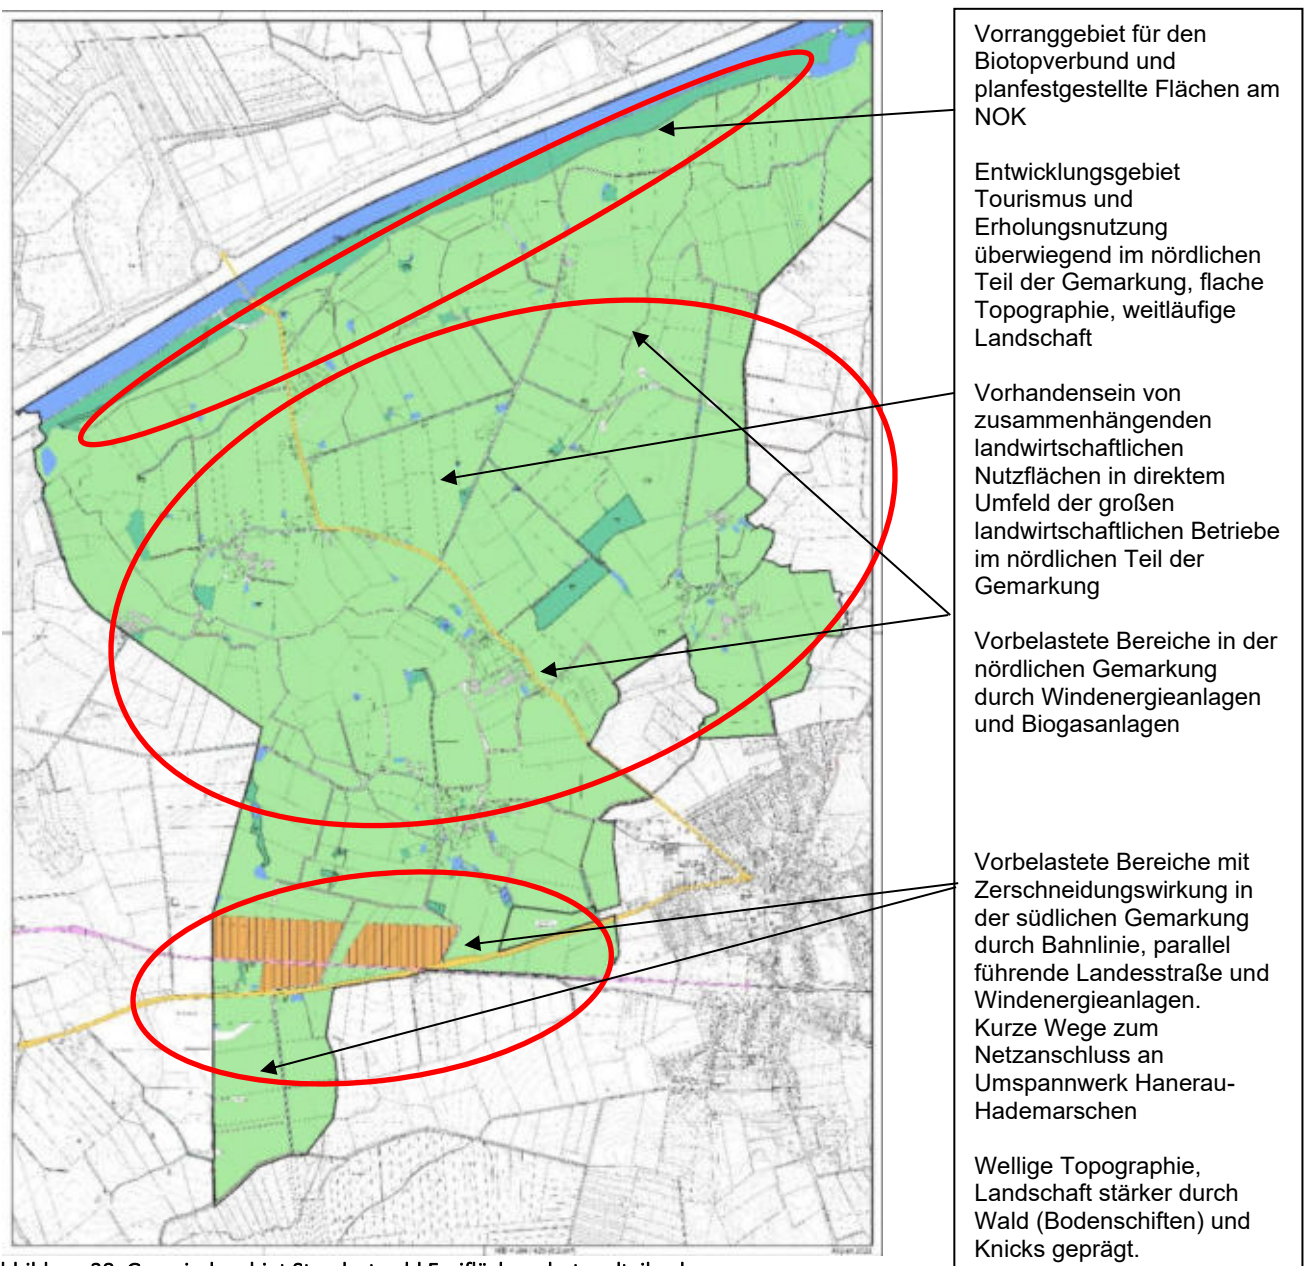 Vorranggebiet für den
Biotopverbund und
planfestgestellte Flächen am
NOK
Entwicklungsgebiet
Tourismus und
Erholungsnutzung
überwiegend im nördlichen
Teil der Gemarkung, flache
Topographie, weitläufige
Landschaft
Vorhandensein von
zusammenhängenden
landwirtschaftlichen
Nutzflächen in direktem
Umfeld der großen
landwirtschaftlichen Betriebe
im nördlichen Teil der
Gemarkung
Vorbelastete Bereiche in der
nördlichen Gemarkung
durch Windenergieanlagen
und Biogasanlagen
Vorbelastete Bereiche mit
Zerschneidungswirkung in
der südlichen Gemarkung
durch Bahnlinie, parallel
führende Landesstraße und
Windenergieanlagen.
Kurze Wege zum
Netzanschluss an
Umspannwerk Hanerau-
Hademarschen
Wellige Topographie,
Landschaft stärker durch
Wald (Bodenschiften) und
Knicks geprägt.